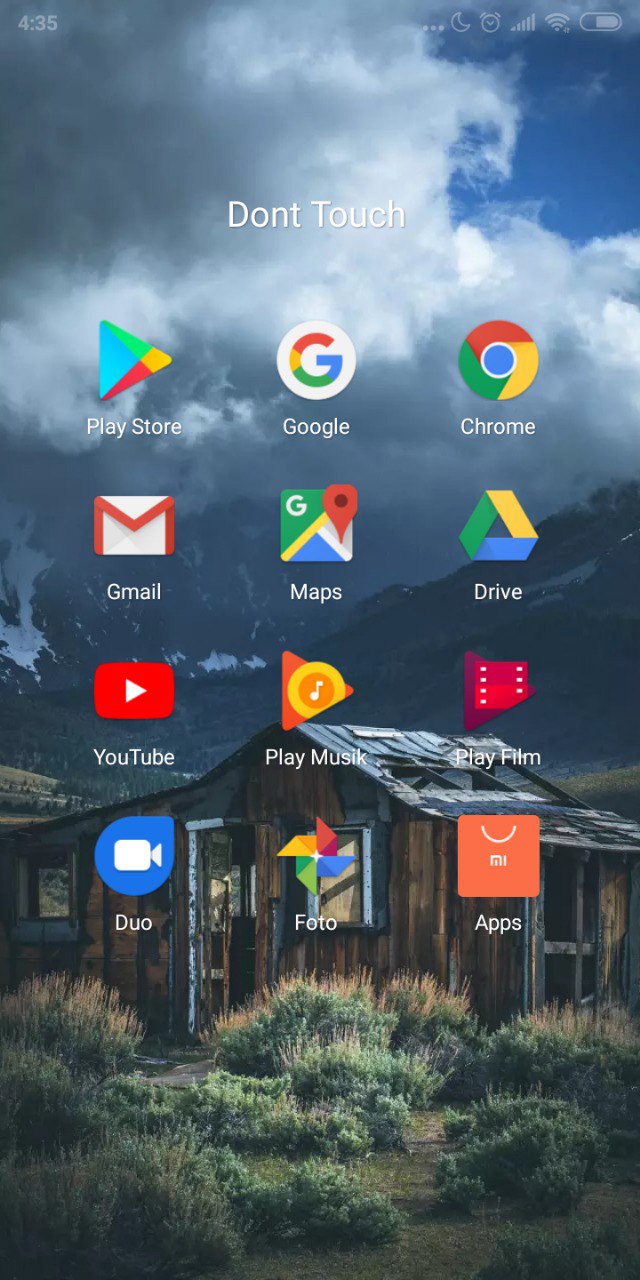 4:35
Dont Touch
Play Store
Google
Chrome
G
Gmail
Maps
Drive
YouTube
Play Musik
Play Film
mi
Duo
Foto
Apps